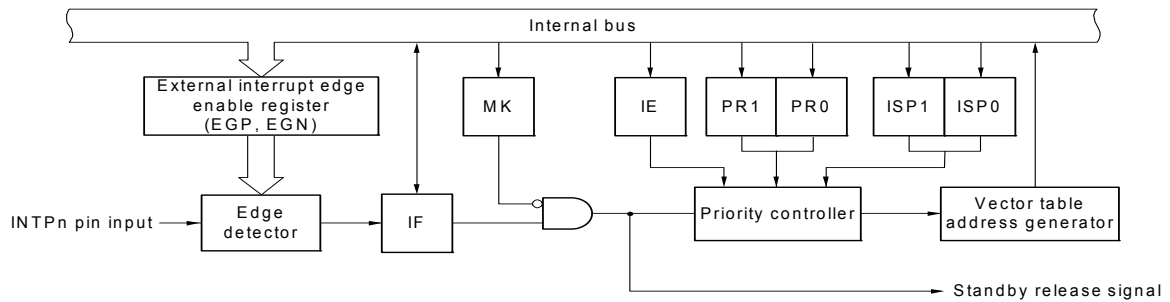 Internal bus
External interrupt edge
enable register
(EGP, EGN)
MK
IE
PR1
PR0
ISP1
ISP0
INTPn pin input
Edge
detector
IF
Priority controller
Vector table
address generator
Standby release signal